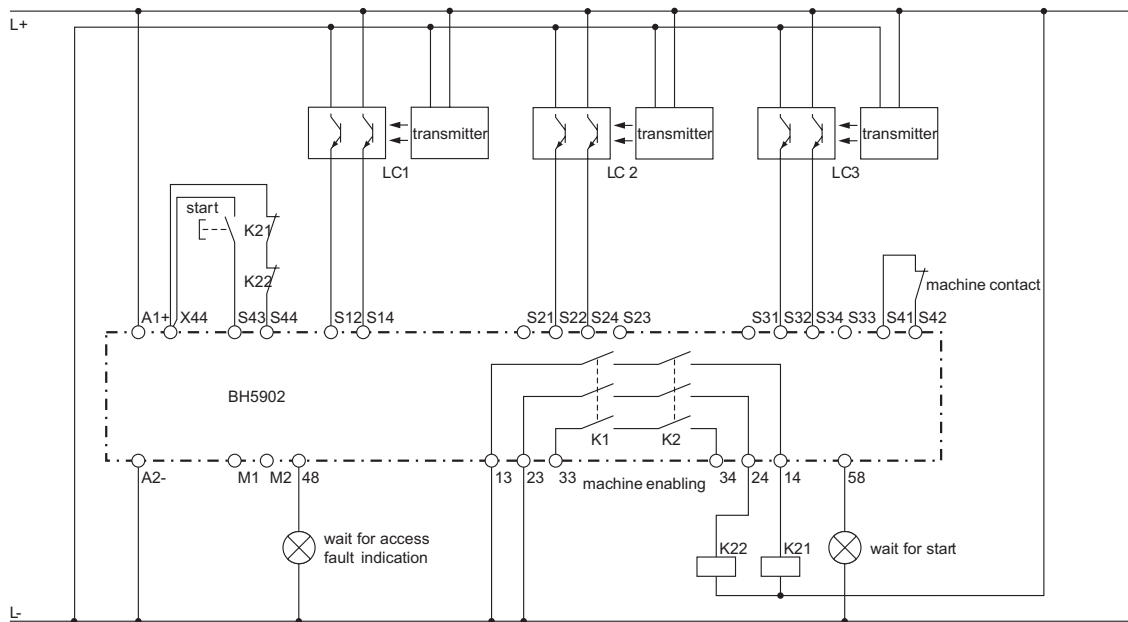 L+
transmitter
transmitter
transmitter
LC1
LC 2
LC3
start
K21
K22
machine contact
A1+ X44 S43 S44 S12 S14 S21 S22 S24 S23 S31 S32 S34 S33 S41 S42
BH5902
K1 K2
A2- M1 M2 48 13 23 33 machine enabling 34 24 14 58
wait for access
fault indication
K22 K21 wait for start
L-